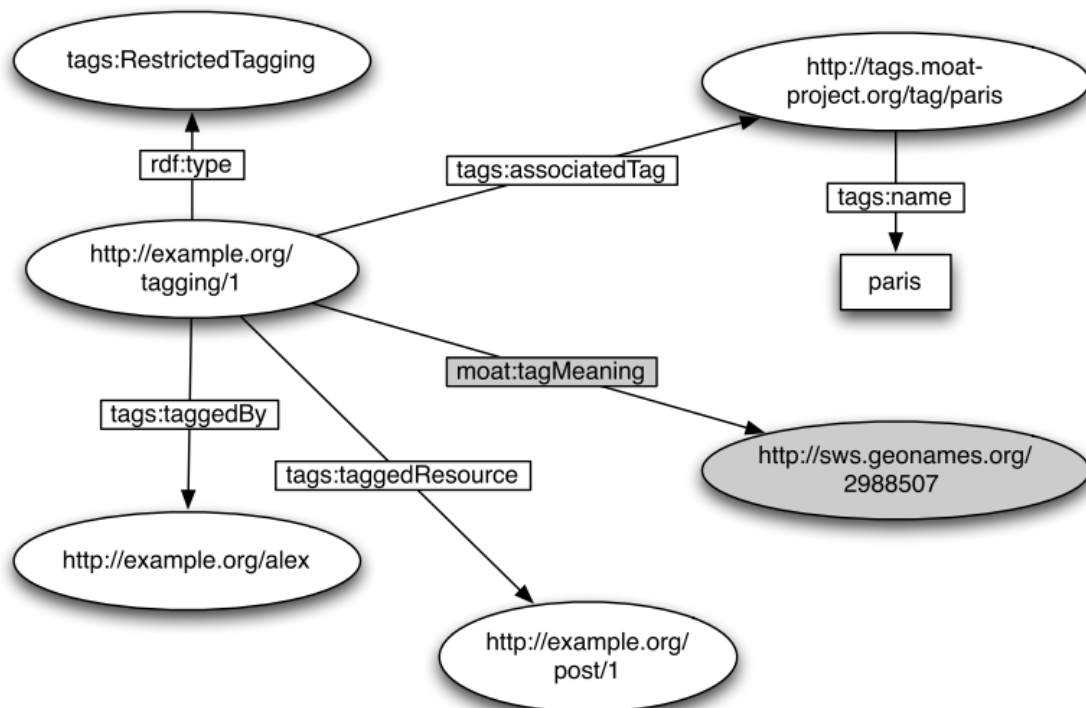 tags:RestrictedTagging
http://tags.moat-
project.org/tag/paris
rdf:type
tags:associatedTag
tags:name
http://example.org/
tagging/1
paris
moat:tagMeaning
tags:taggedBy
http://sws.geonames.org/
2988507
tags:taggedResource
http://example.org/alex
http://example.org/
post/1